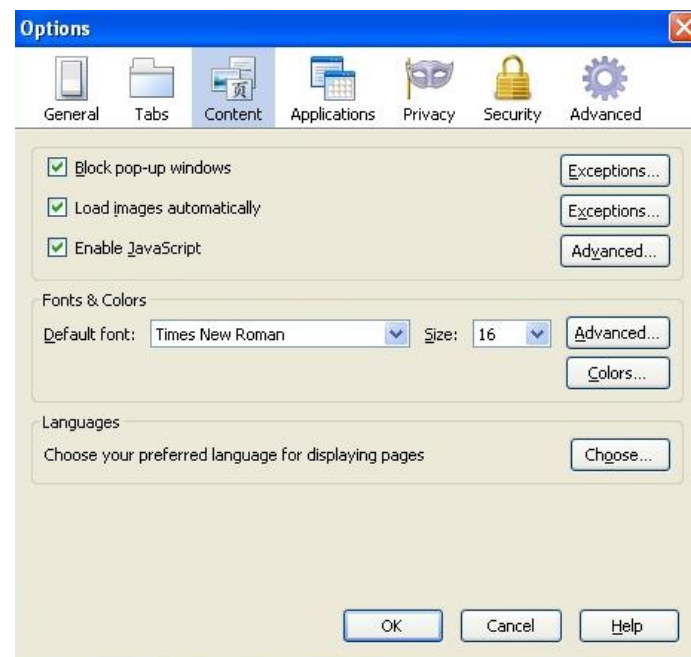 Options
General Tabs Content Applications Privacy Security Advanced
页
Block pop-up windows Exceptions...
Load images automatically Exceptions...
Enable JavaScript Advanced...
Fonts & Colors
Default font: Times New Roman Size: 16 Advanced...
Colors...
Languages
Choose your preferred language for displaying pages Choose...
OK Cancel Help